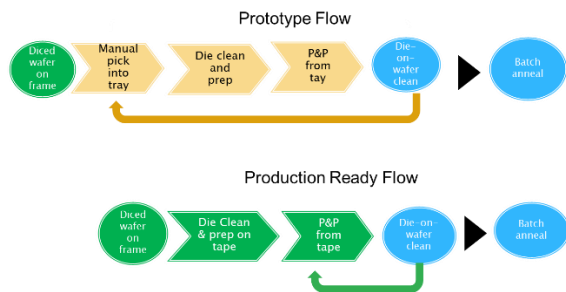 Prototype Flow
Diced
wafer
on
frame
Manual
pick
into
tray
Die clean
and
prep
P&P
from
tay
Die-
on-
wafer
clean
Batch
anneal
Production Ready Flow
Diced
wafer
on
frame
Die Clean
& prep on
tape
P&P
from
tape
Die-on-
wafer
clean
Batch
anneal